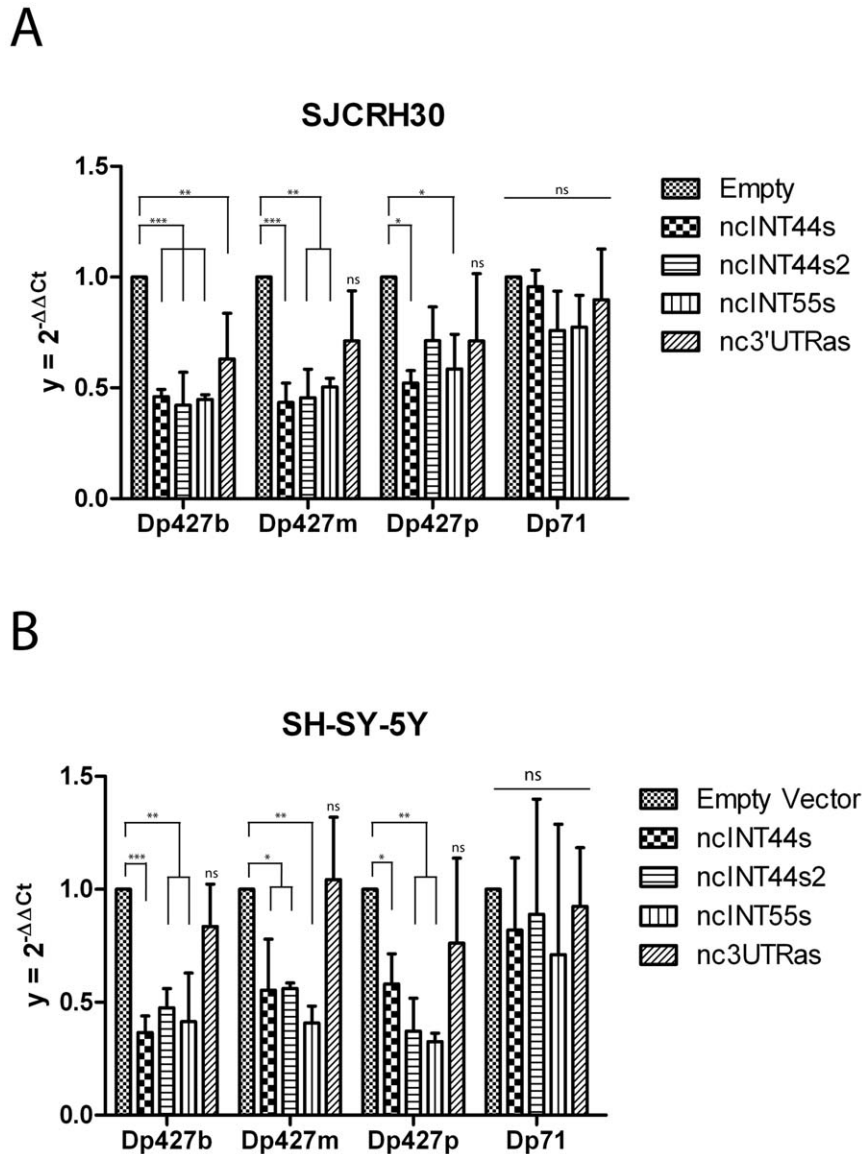 A
SJCRH30
1.5
1.0
0.5
0.0
y = 2^-ΔΔCt
** ** * ns
*** *** * ns ns
Dp427b Dp427m Dp427p Dp71
Empty
ncINT44s
ncINT44s2
ncINT55s
nc3'UTRas
B
SH-SY-5Y
1.5
1.0
0.5
0.0
y = 2^-ΔΔCt
** ** ns ** ns
*** ns * * ns
Dp427b Dp427m Dp427p Dp71
Empty Vector
ncINT44s
ncINT44s2
ncINT55s
nc3UTRas